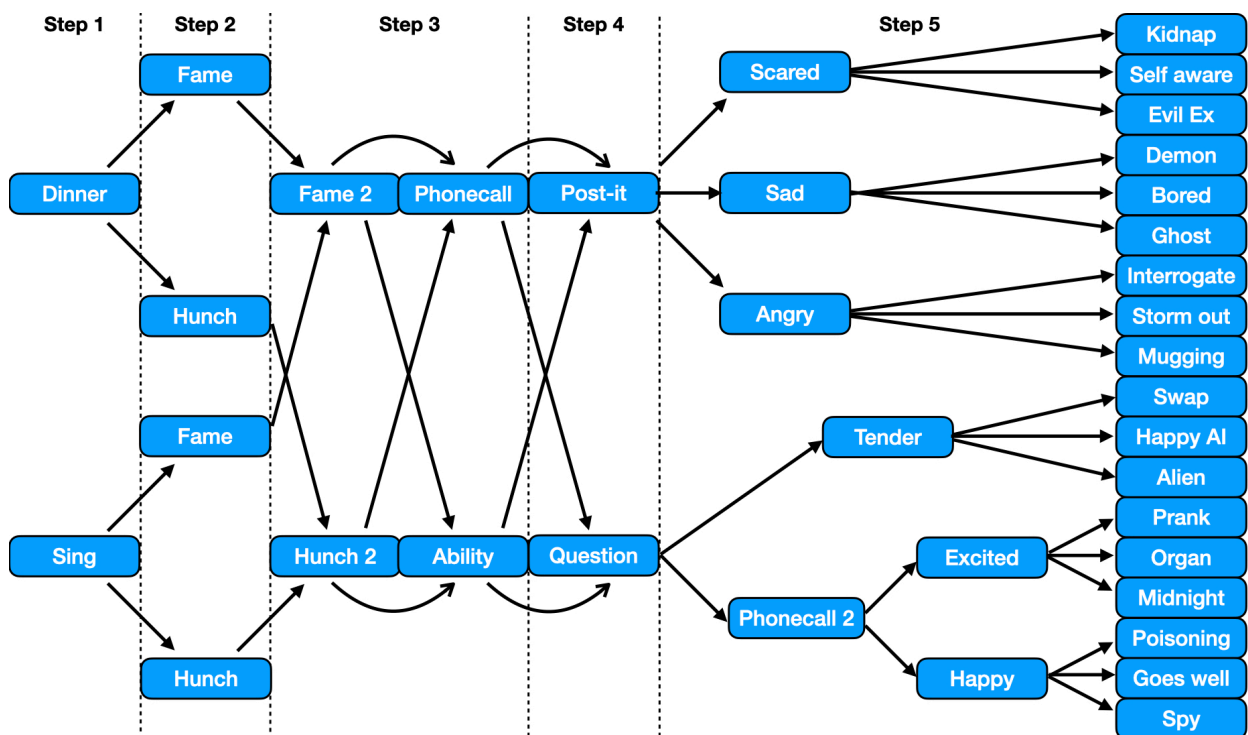 Step 1
Step 2
Step 3
Step 4
Step 5
Dinner
Sing
Fame
Hunch
Fame
Hunch
Fame 2
Phonecall
Hunch 2
Ability
Post-it
Question
Scared
Sad
Angry
Tender
Phonecall 2
Excited
Happy
Kidnap
Self aware
Evil Ex
Demon
Bored
Ghost
Interrogate
Storm out
Mugging
Swap
Happy AI
Alien
Prank
Organ
Midnight
Poisoning
Goes well
Spy